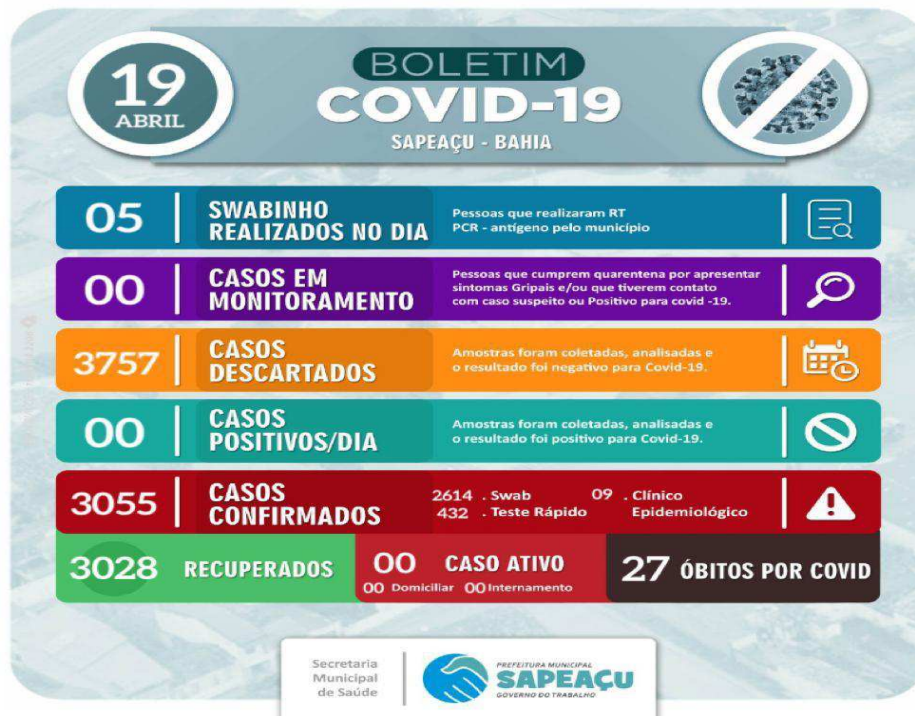 19
ABRIL
BOLETIM
COVID-19
SAPEAÇU - BAHIA
05
SWABINHO
REALIZADOS NO DIA
Pessoas que realizaram RT
PCR - antígeno pelo município
00
CASOS EM
MONITORAMENTO
Pessoas que cumprem quarentena por apresentar
sintomas Gripais e/ou que tiverem contato
com caso suspeito ou Positivo para covid -19.
3757
CASOS
DESCARTADOS
Amostras foram coletadas, analisadas e
o resultado foi negativo para Covid-19.
00
CASOS
POSITIVOS/DIA
Amostras foram coletadas, analisadas e
o resultado foi positivo para Covid-19.
3055
CASOS
CONFIRMADOS
2614 . Swab
432 . Teste Rápido
09 . Clínico
Epidemiológico
3028 RECUPERADOS
00 CASO ATIVO
00 Domiciliar 00 Internamento
27 ÓBITOS POR COVID
Secretaria
Municipal
de Saúde
PREFEITURA MUNICIPAL
SAPEAÇU
GOVERNO DO TRABALHO